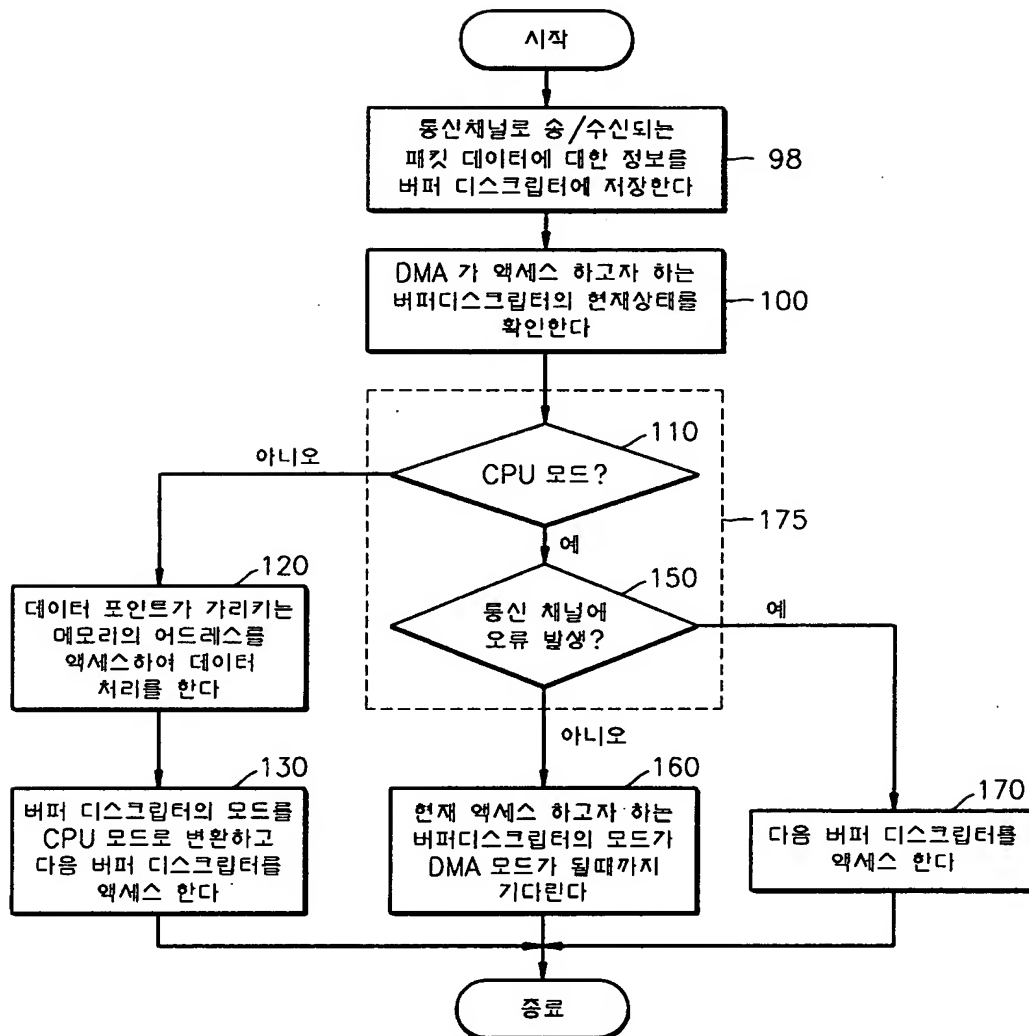 시작
통신채널로 송/수신되는
패킷 데이터에 대한 정보를
버퍼 디스크립터에 저장한다
98
DMA 가 액세스 하고자 하는
버퍼디스크립터의 현재상태를
확인한다
100
110
아니오
CPU 모드?
175
예
120
데이터 포인트가 가리키는
메모리의 어드레스를
액세스하여 데이터
처리를 한다
150
통신 채널에
오류 발생?
예
아니오
130
버퍼 디스크립터의 모드를
CPU 모드로 변환하고
다음 버퍼 디스크립터를
액세스 한다
160
현재 액세스 하고자 하는
버퍼디스크립터의 모드가
DMA 모드가 될때까지
기다린다
170
다음 버퍼 디스크립터를
액세스 한다
종료